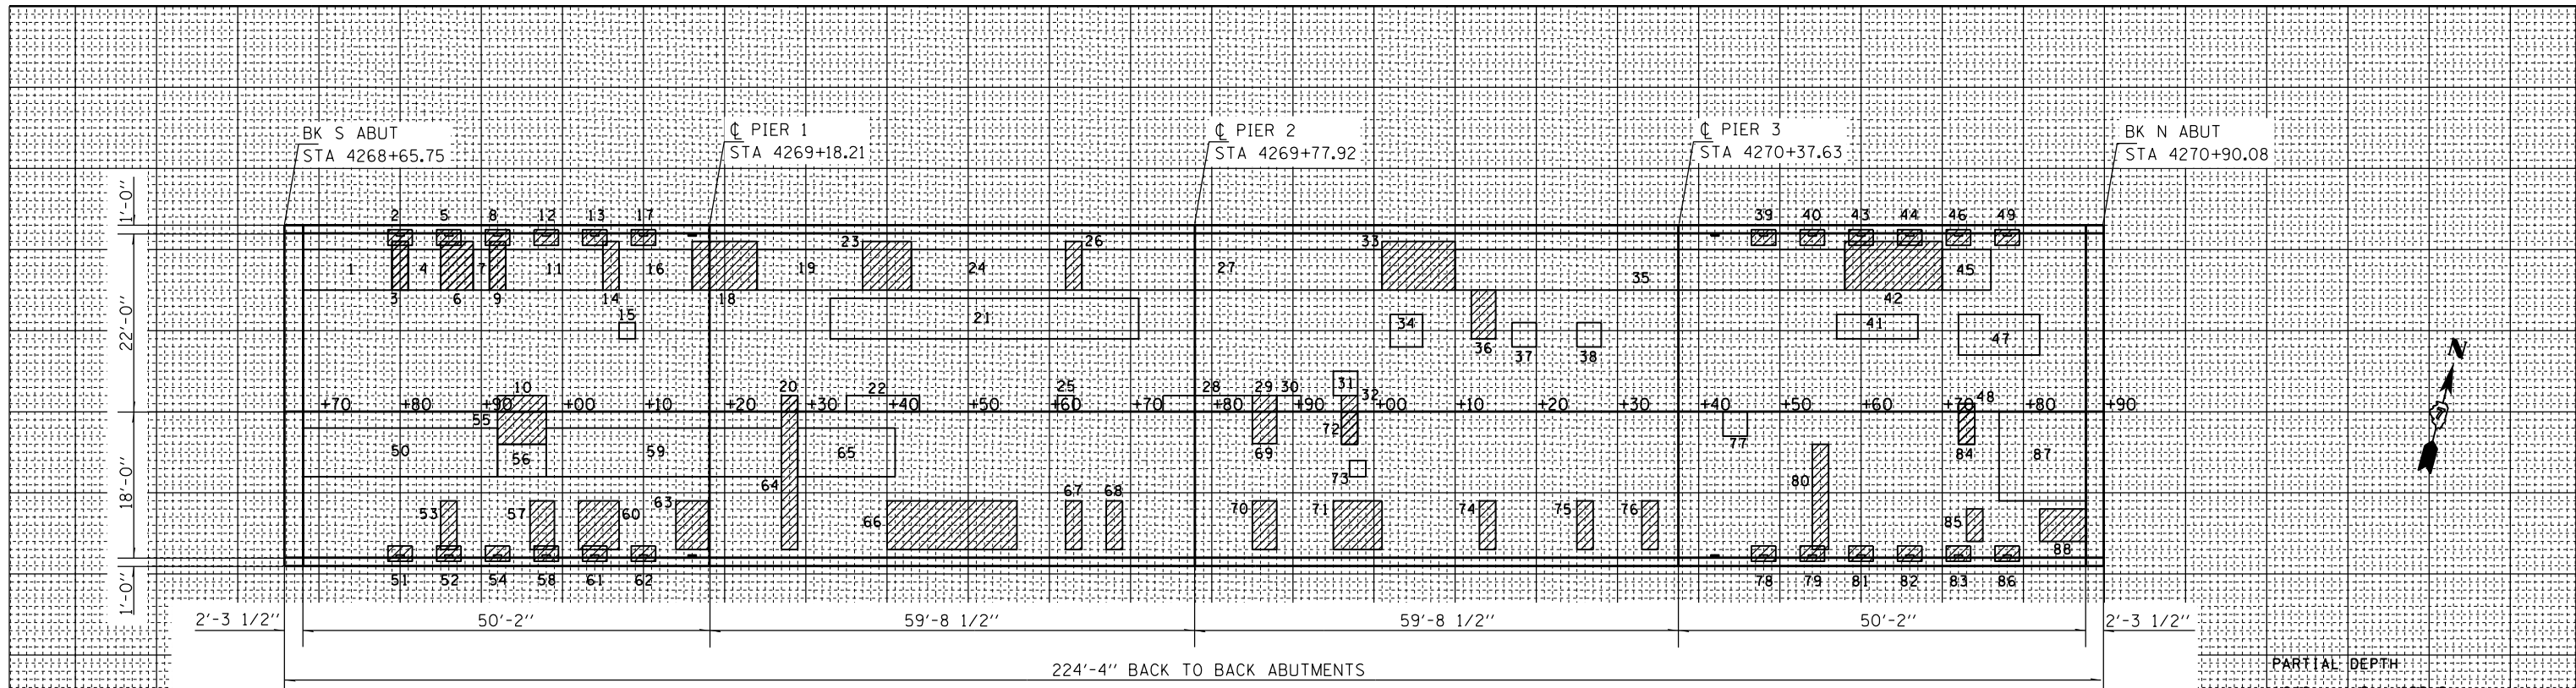 BK S ABUT
STA 4268+65.75
℄ PIER 1
STA 4269+18.21
℄ PIER 2
STA 4269+77.92
℄ PIER 3
STA 4270+37.63
BK N ABUT
STA 4270+90.08
1'-0"
22'-0"
18'-0"
1'-0"
2 5 8 12 13 17 39 40 43 44 46 49
23 26 33
1 4 7 11 16 19 24 27 35 45
3 6 9 14 18 42
15 21 34 36 37 38 41 47
N
10 20 22 25 28 29 30 31 32 48
+70 +80 +90 +00 +10 +20 +30 +40 +50 +60 +70 +80 +90 +00 +10 +20 +30 +40 +50 +60 +70 +80 +90
55 72 77
50 56 59 65 69 73 84 87
64 80
53 57 60 63 66 67 68 70 71 74 75 76 85 88
51 52 54 58 61 62 78 79 81 82 83 86
2'-3 1/2" 50'-2" 59'-8 1/2" 59'-8 1/2" 50'-2" 2'-3 1/2"
224'-4" BACK TO BACK ABUTMENTS
PARTIAL DEPTH